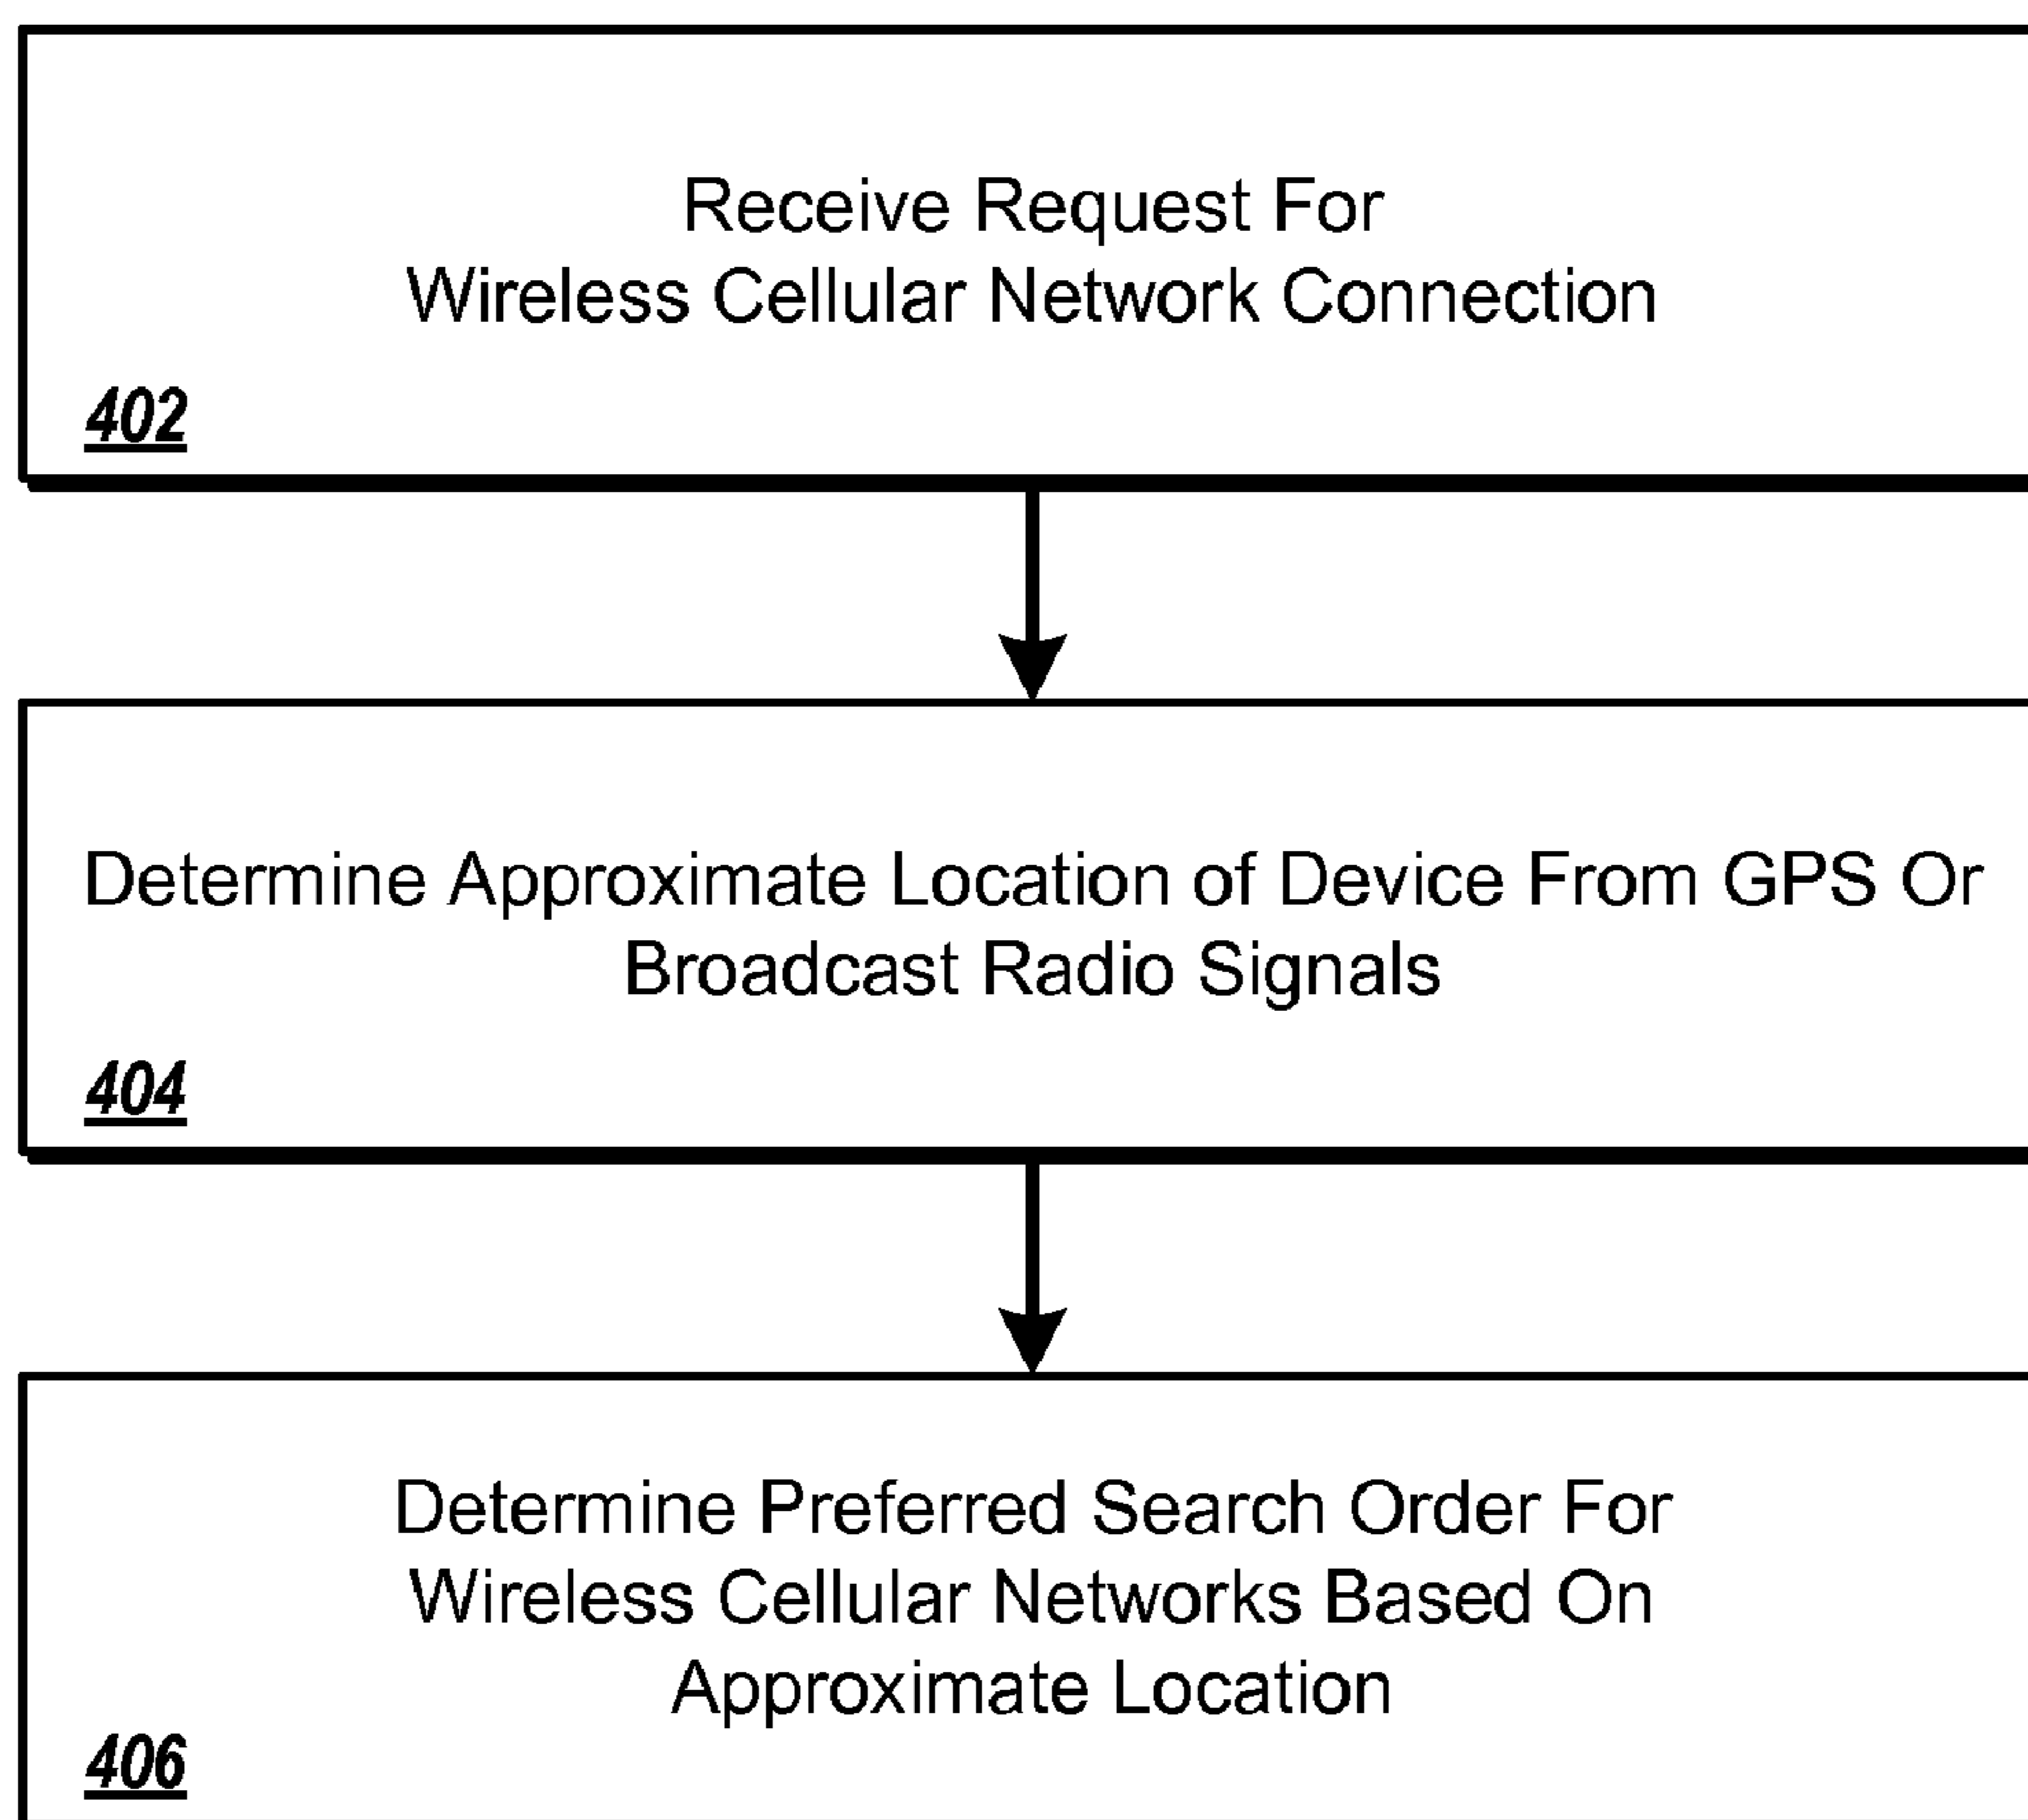 Receive Request For
Wireless Cellular Network Connection
402
Determine Approximate Location of Device From GPS Or
Broadcast Radio Signals
404
Determine Preferred Search Order For
Wireless Cellular Networks Based On
Approximate Location
406